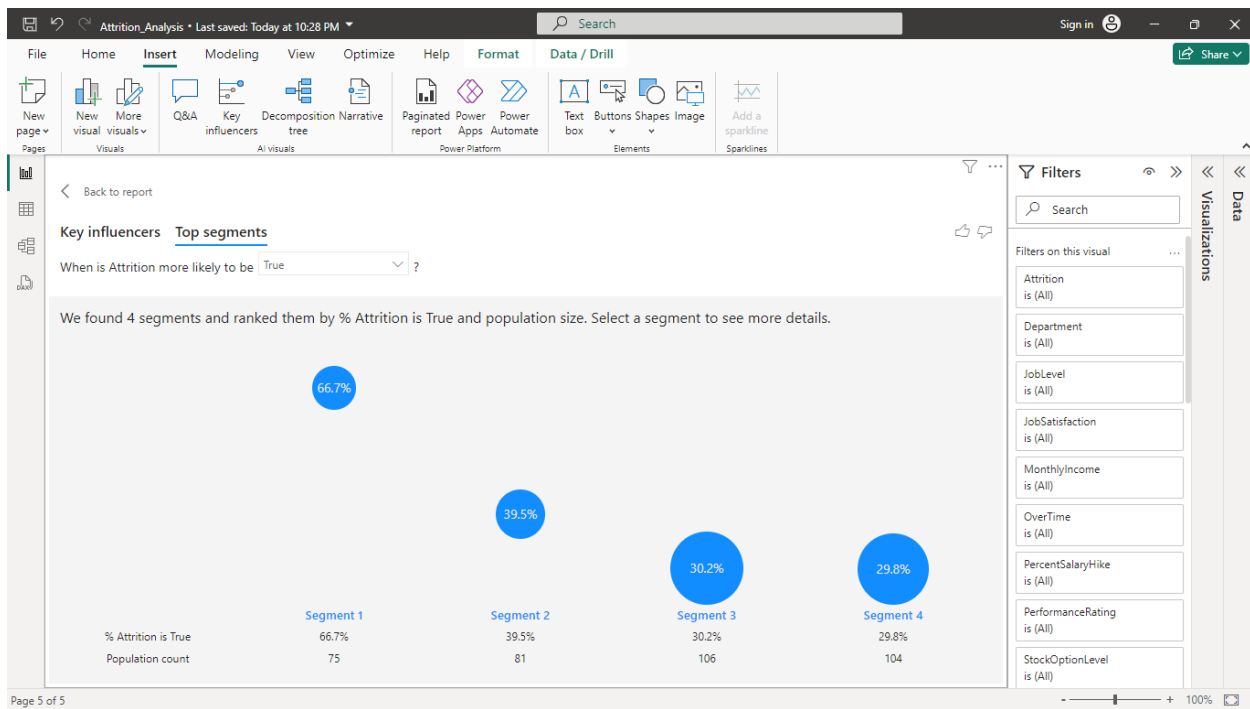 Attrition_Analysis • Last saved: Today at 10:28 PM
Search
Sign in
File Home Insert Modeling View Optimize Help Format Data / Drill
Share
New page
New visual
More visuals
Q&A
Key influencers
Decomposition tree
Narrative
Paginated report
Power Apps
Power Automate
Text box
Buttons
Shapes
Image
Add a sparkline
Pages
Visuals
AI visuals
Power Platform
Elements
Sparklines
Back to report
Key influencers Top segments
When is Attrition more likely to be True ?
We found 4 segments and ranked them by % Attrition is True and population size. Select a segment to see more details.
66.7%
39.5%
30.2%
29.8%
Segment 1 Segment 2 Segment 3 Segment 4
% Attrition is True 66.7% 39.5% 30.2% 29.8%
Population count 75 81 106 104
Filters
Search
Filters on this visual
Attrition
is (All)
Department
is (All)
JobLevel
is (All)
JobSatisfaction
is (All)
MonthlyIncome
is (All)
OverTime
is (All)
PercentSalaryHike
is (All)
PerformanceRating
is (All)
StockOptionLevel
is (All)
Visualizations
Data
Page 5 of 5
- + 100%